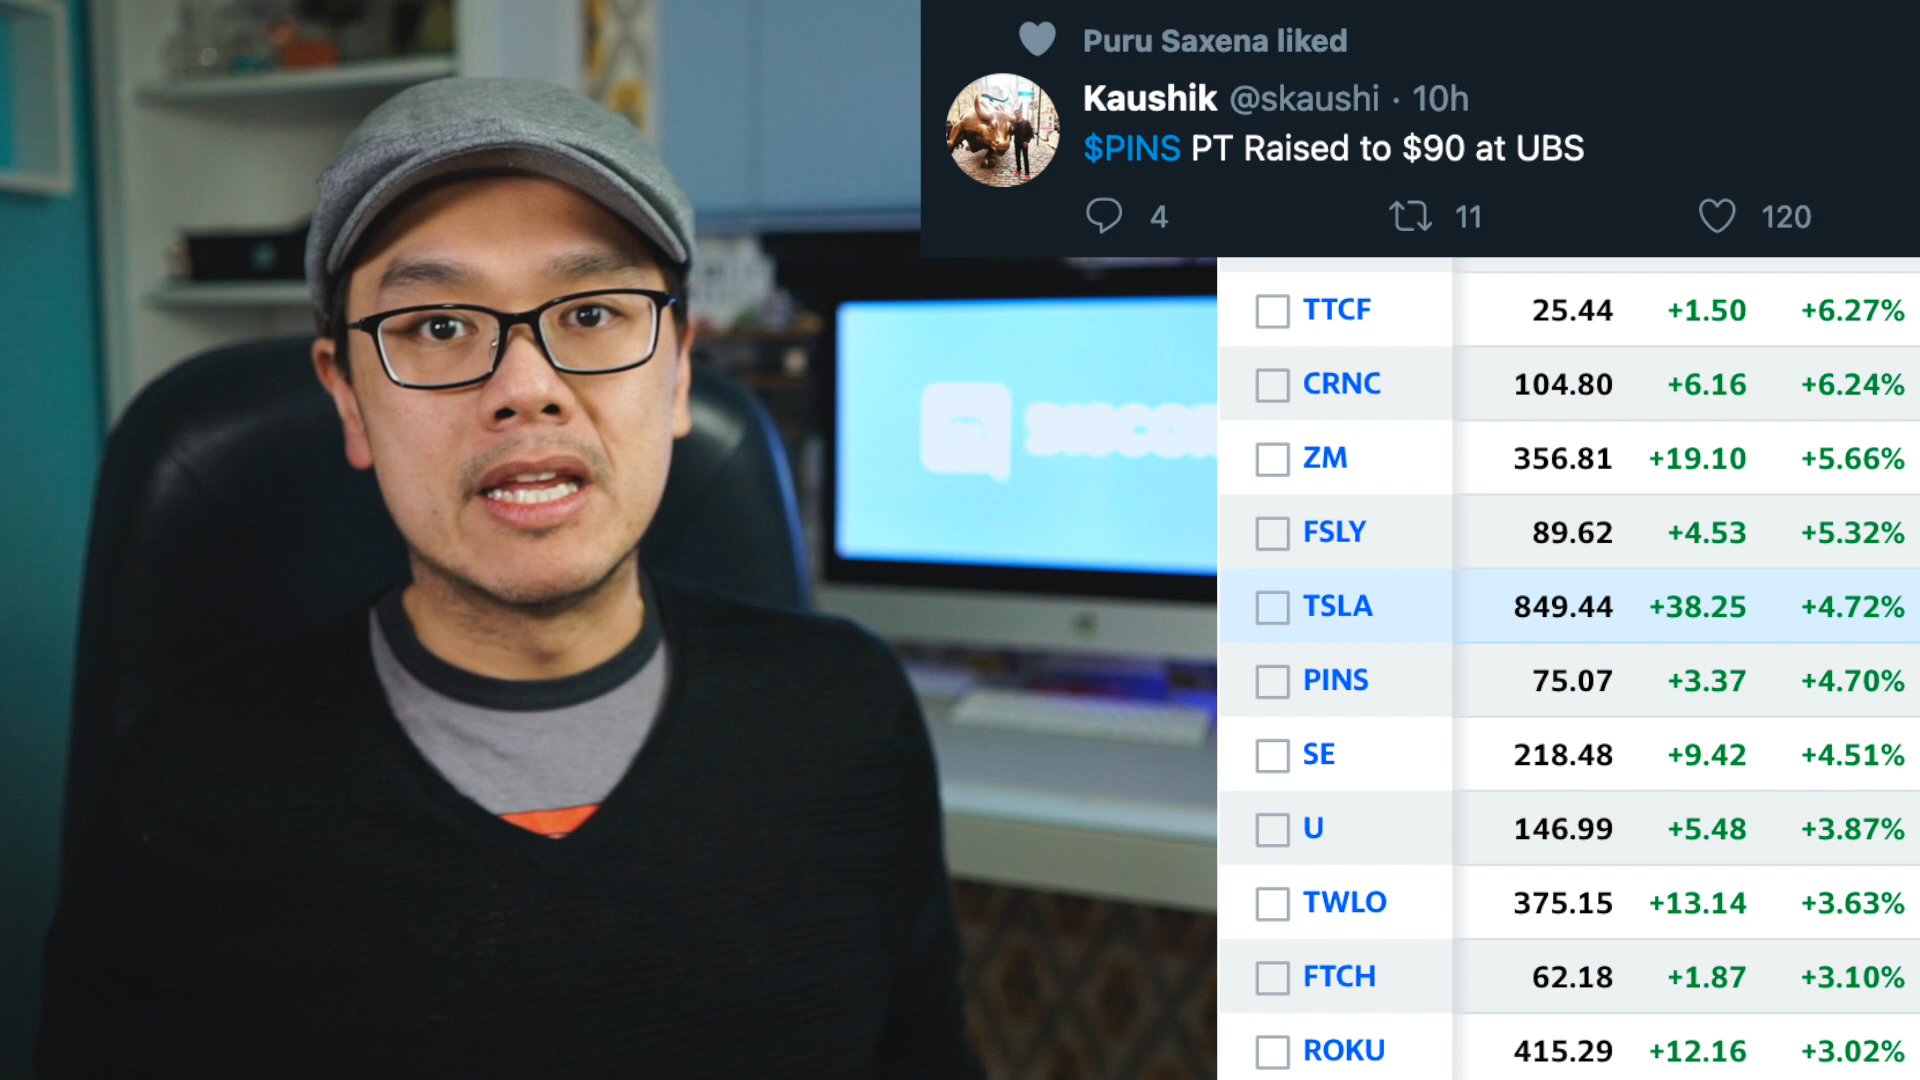 Puru Saxena liked
Kaushik @skaushi · 10h
$PINS PT Raised to $90 at UBS
4 11 120
TTCF 25.44 +1.50 +6.27%
CRNC 104.80 +6.16 +6.24%
ZM 356.81 +19.10 +5.66%
FSLY 89.62 +4.53 +5.32%
TSLA 849.44 +38.25 +4.72%
PINS 75.07 +3.37 +4.70%
SE 218.48 +9.42 +4.51%
U 146.99 +5.48 +3.87%
TWLO 375.15 +13.14 +3.63%
FTCH 62.18 +1.87 +3.10%
ROKU 415.29 +12.16 +3.02%